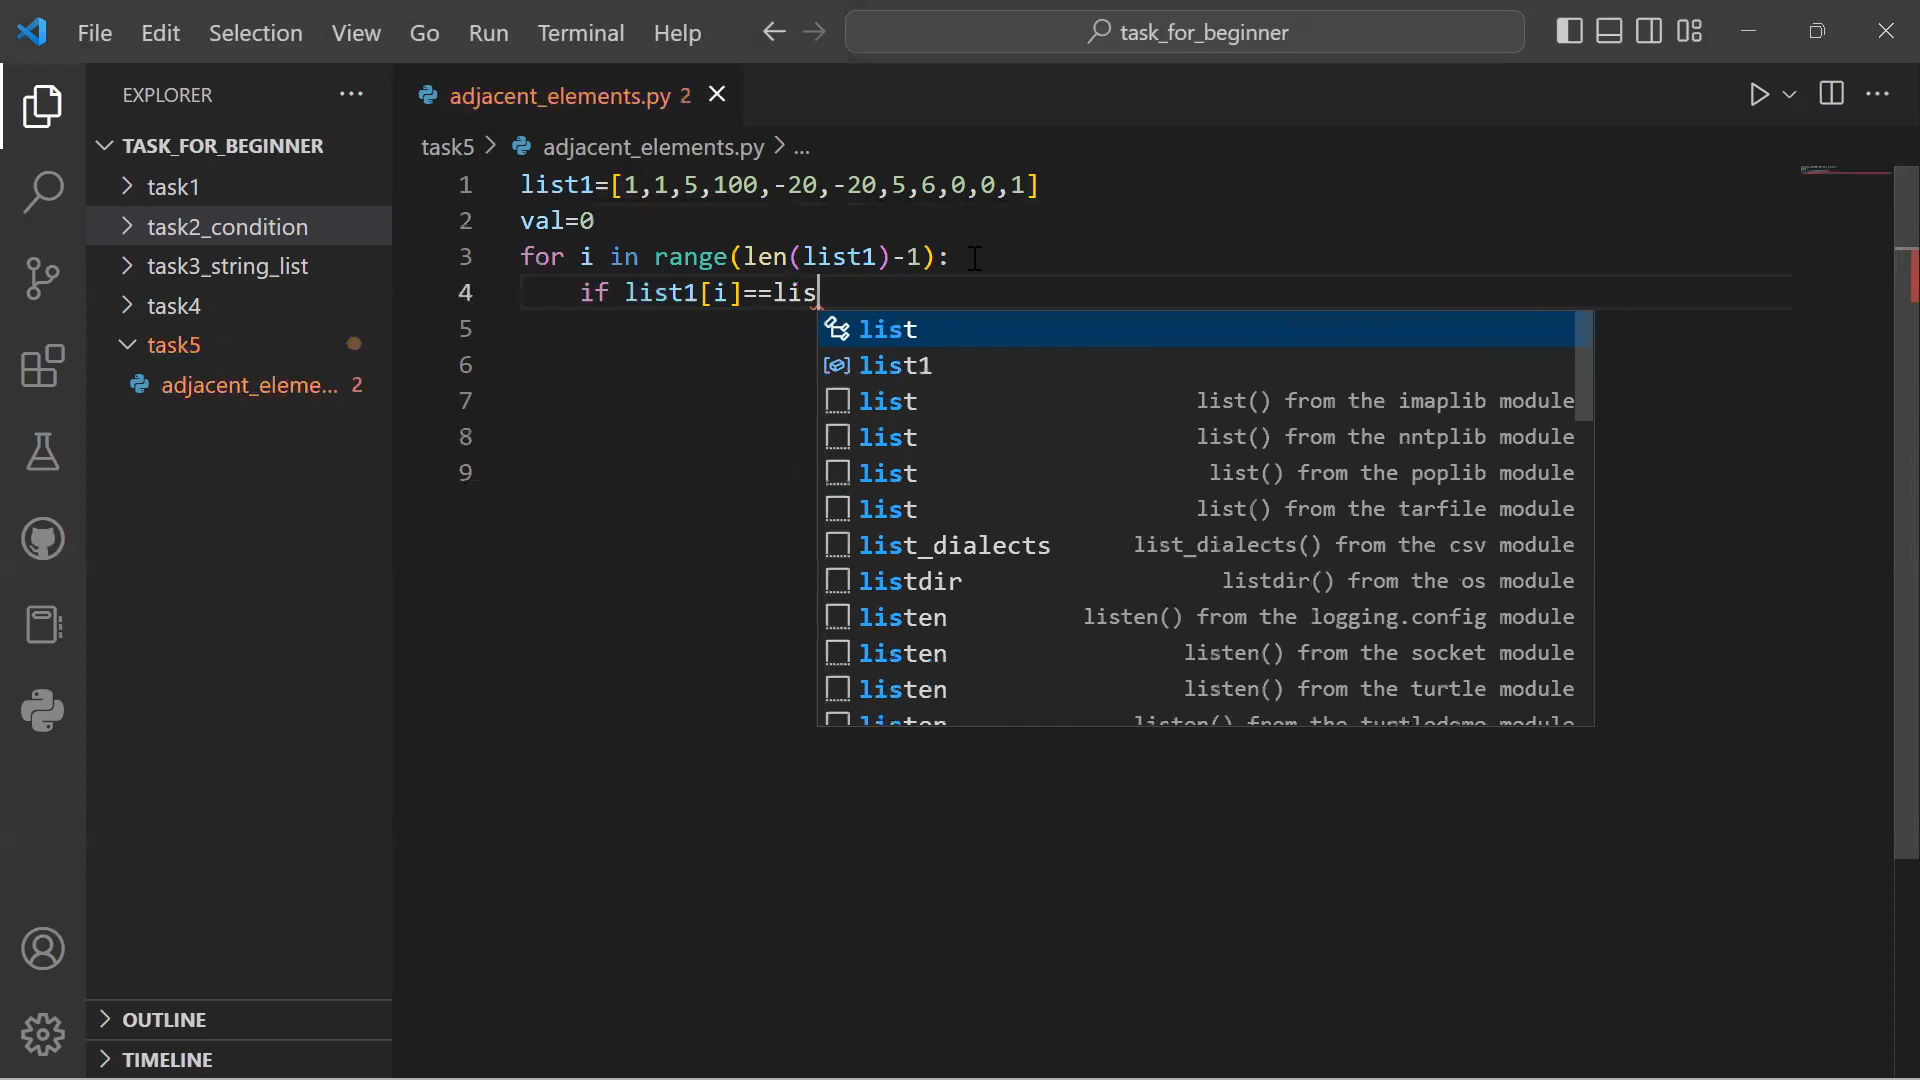 File Edit Selection View Go Run Terminal Help
task_for_beginner
EXPLORER
TASK_FOR_BEGINNER
task1
task2_condition
task3_string_list
task4
task5
adjacent_eleme... 2
OUTLINE
TIMELINE
adjacent_elements.py 2
task5 > adjacent_elements.py > ...
1 list1=[1,1,5,100,-20,-20,5,6,0,0,1]
2 val=0
3 for i in range(len(list1)-1):
4 if list1[i]==lis
5
6
7
8
9
list
list1
list list() from the imaplib module
list list() from the nntplib module
list list() from the poplib module
list list() from the tarfile module
list_dialects list_dialects() from the csv module
listdir listdir() from the os module
listen listen() from the logging.config module
listen listen() from the socket module
listen listen() from the turtle module
listen listen() from the turtledemo module